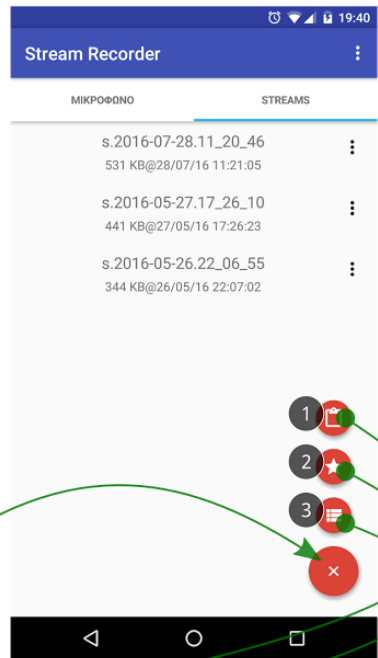 19:40
Stream Recorder
ΜΙΚΡΟΦΩΝΟ STREAMS
s.2016-07-28.11_20_46
531 KB@28/07/16 11:21:05
s.2016-05-27.17_26_10
441 KB@27/05/16 17:26:23
s.2016-05-26.22_06_55
344 KB@26/05/16 22:07:02
1
2
3